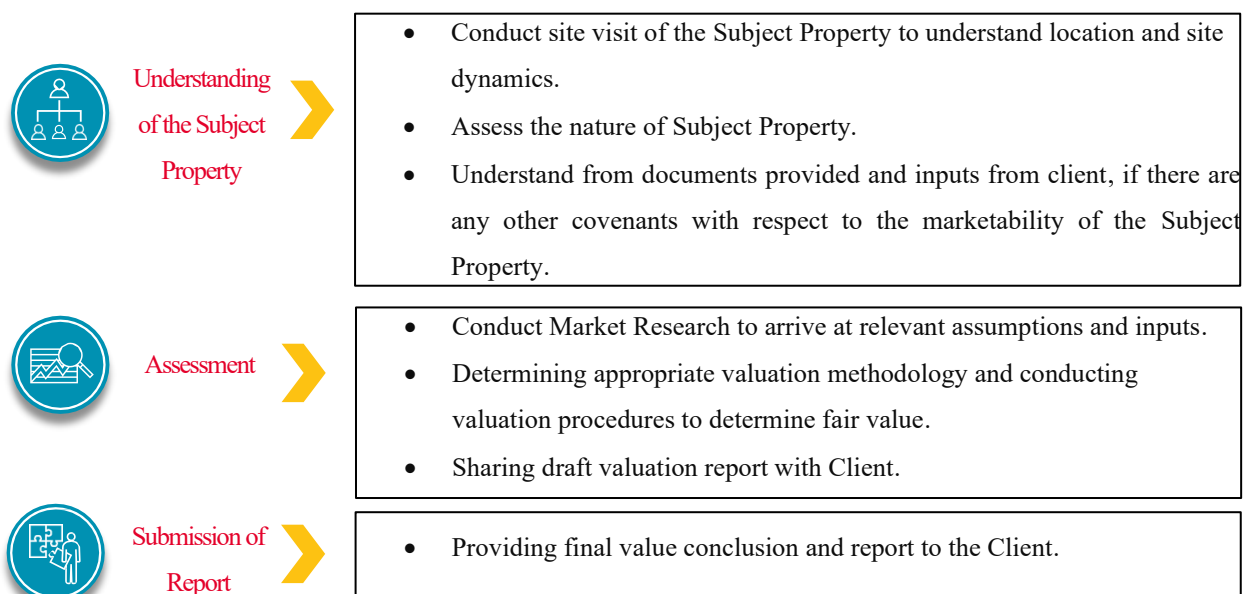 Understanding
of the Subject
Property
• Conduct site visit of the Subject Property to understand location and site
dynamics.
• Assess the nature of Subject Property.
• Understand from documents provided and inputs from client, if there are
any other covenants with respect to the marketability of the Subject
Property.
Assessment
• Conduct Market Research to arrive at relevant assumptions and inputs.
• Determining appropriate valuation methodology and conducting
valuation procedures to determine fair value.
• Sharing draft valuation report with Client.
Submission of
Report
• Providing final value conclusion and report to the Client.